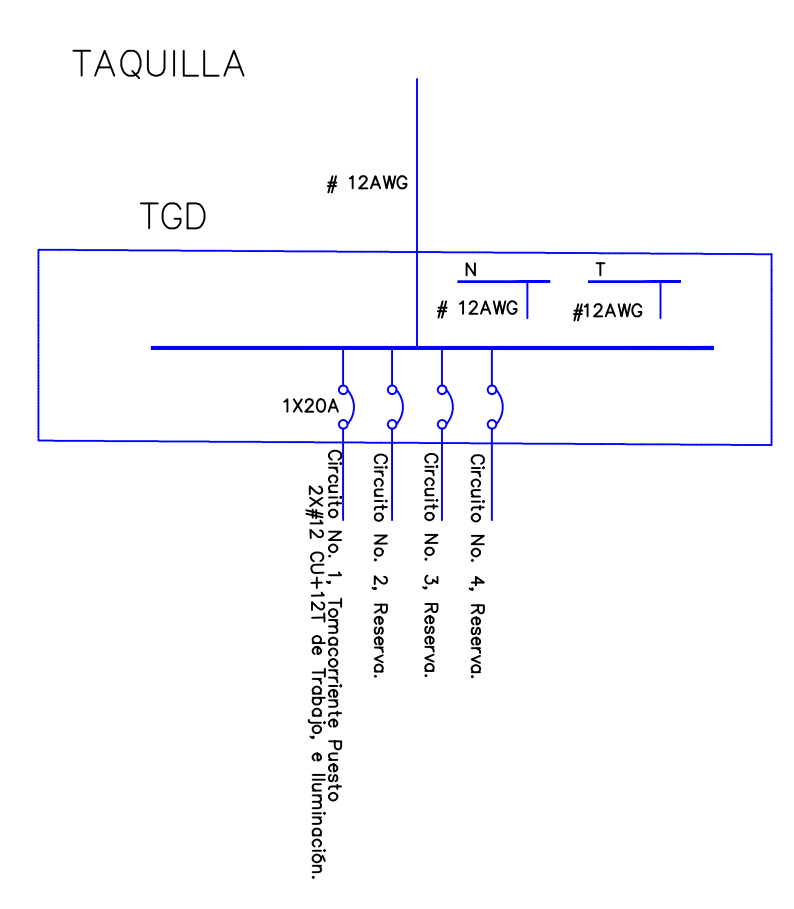 TAQUILLA
# 12AWG
TGD
N
T
# 12AWG
#12AWG
1X20A
Circuito No. 1, Tomacorriente Puesto
2X#12 CU+12T de Trabajo, e Iluminación.
Circuito No. 2, Reserva.
Circuito No. 3, Reserva.
Circuito No. 4, Reserva.